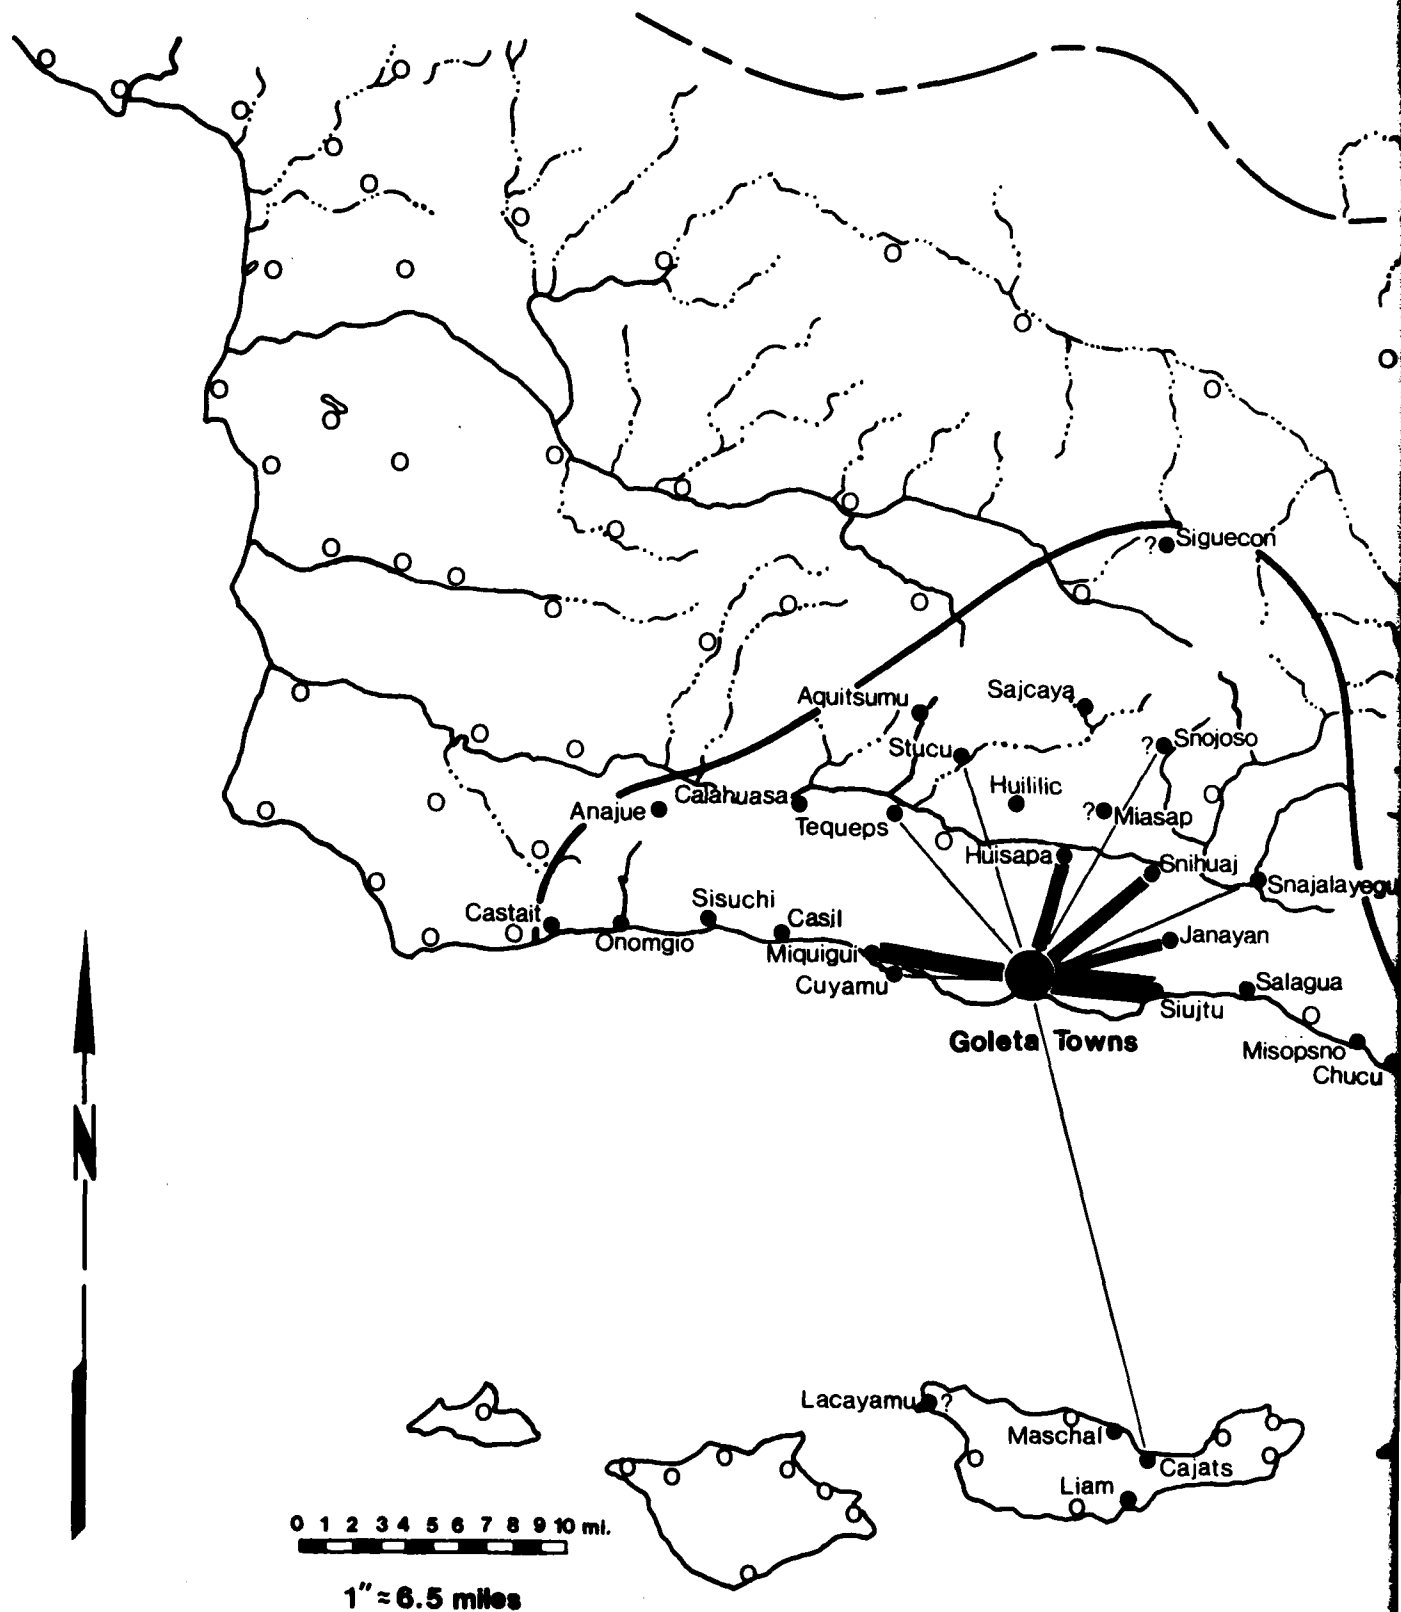 ? Siguecon
Aquitsumu
Sajcaya
Stucu
? Snojoso
Huililic
Calahuasa
Anajue
? Miasap
Tequeps
Huisapa
Snihuaj
Snajalayegu
Sisuchi
Castait
Casil
Onomgio
Janayan
Miquigui
Cuyamu
Salagua
Siujtu
Goleta Towns
Misopsno
Chucu
N
Lacayamu ?
Maschal
Cajats
Liam
0 1 2 3 4 5 6 7 8 9 10 mi.
1" ≈ 6.5 miles